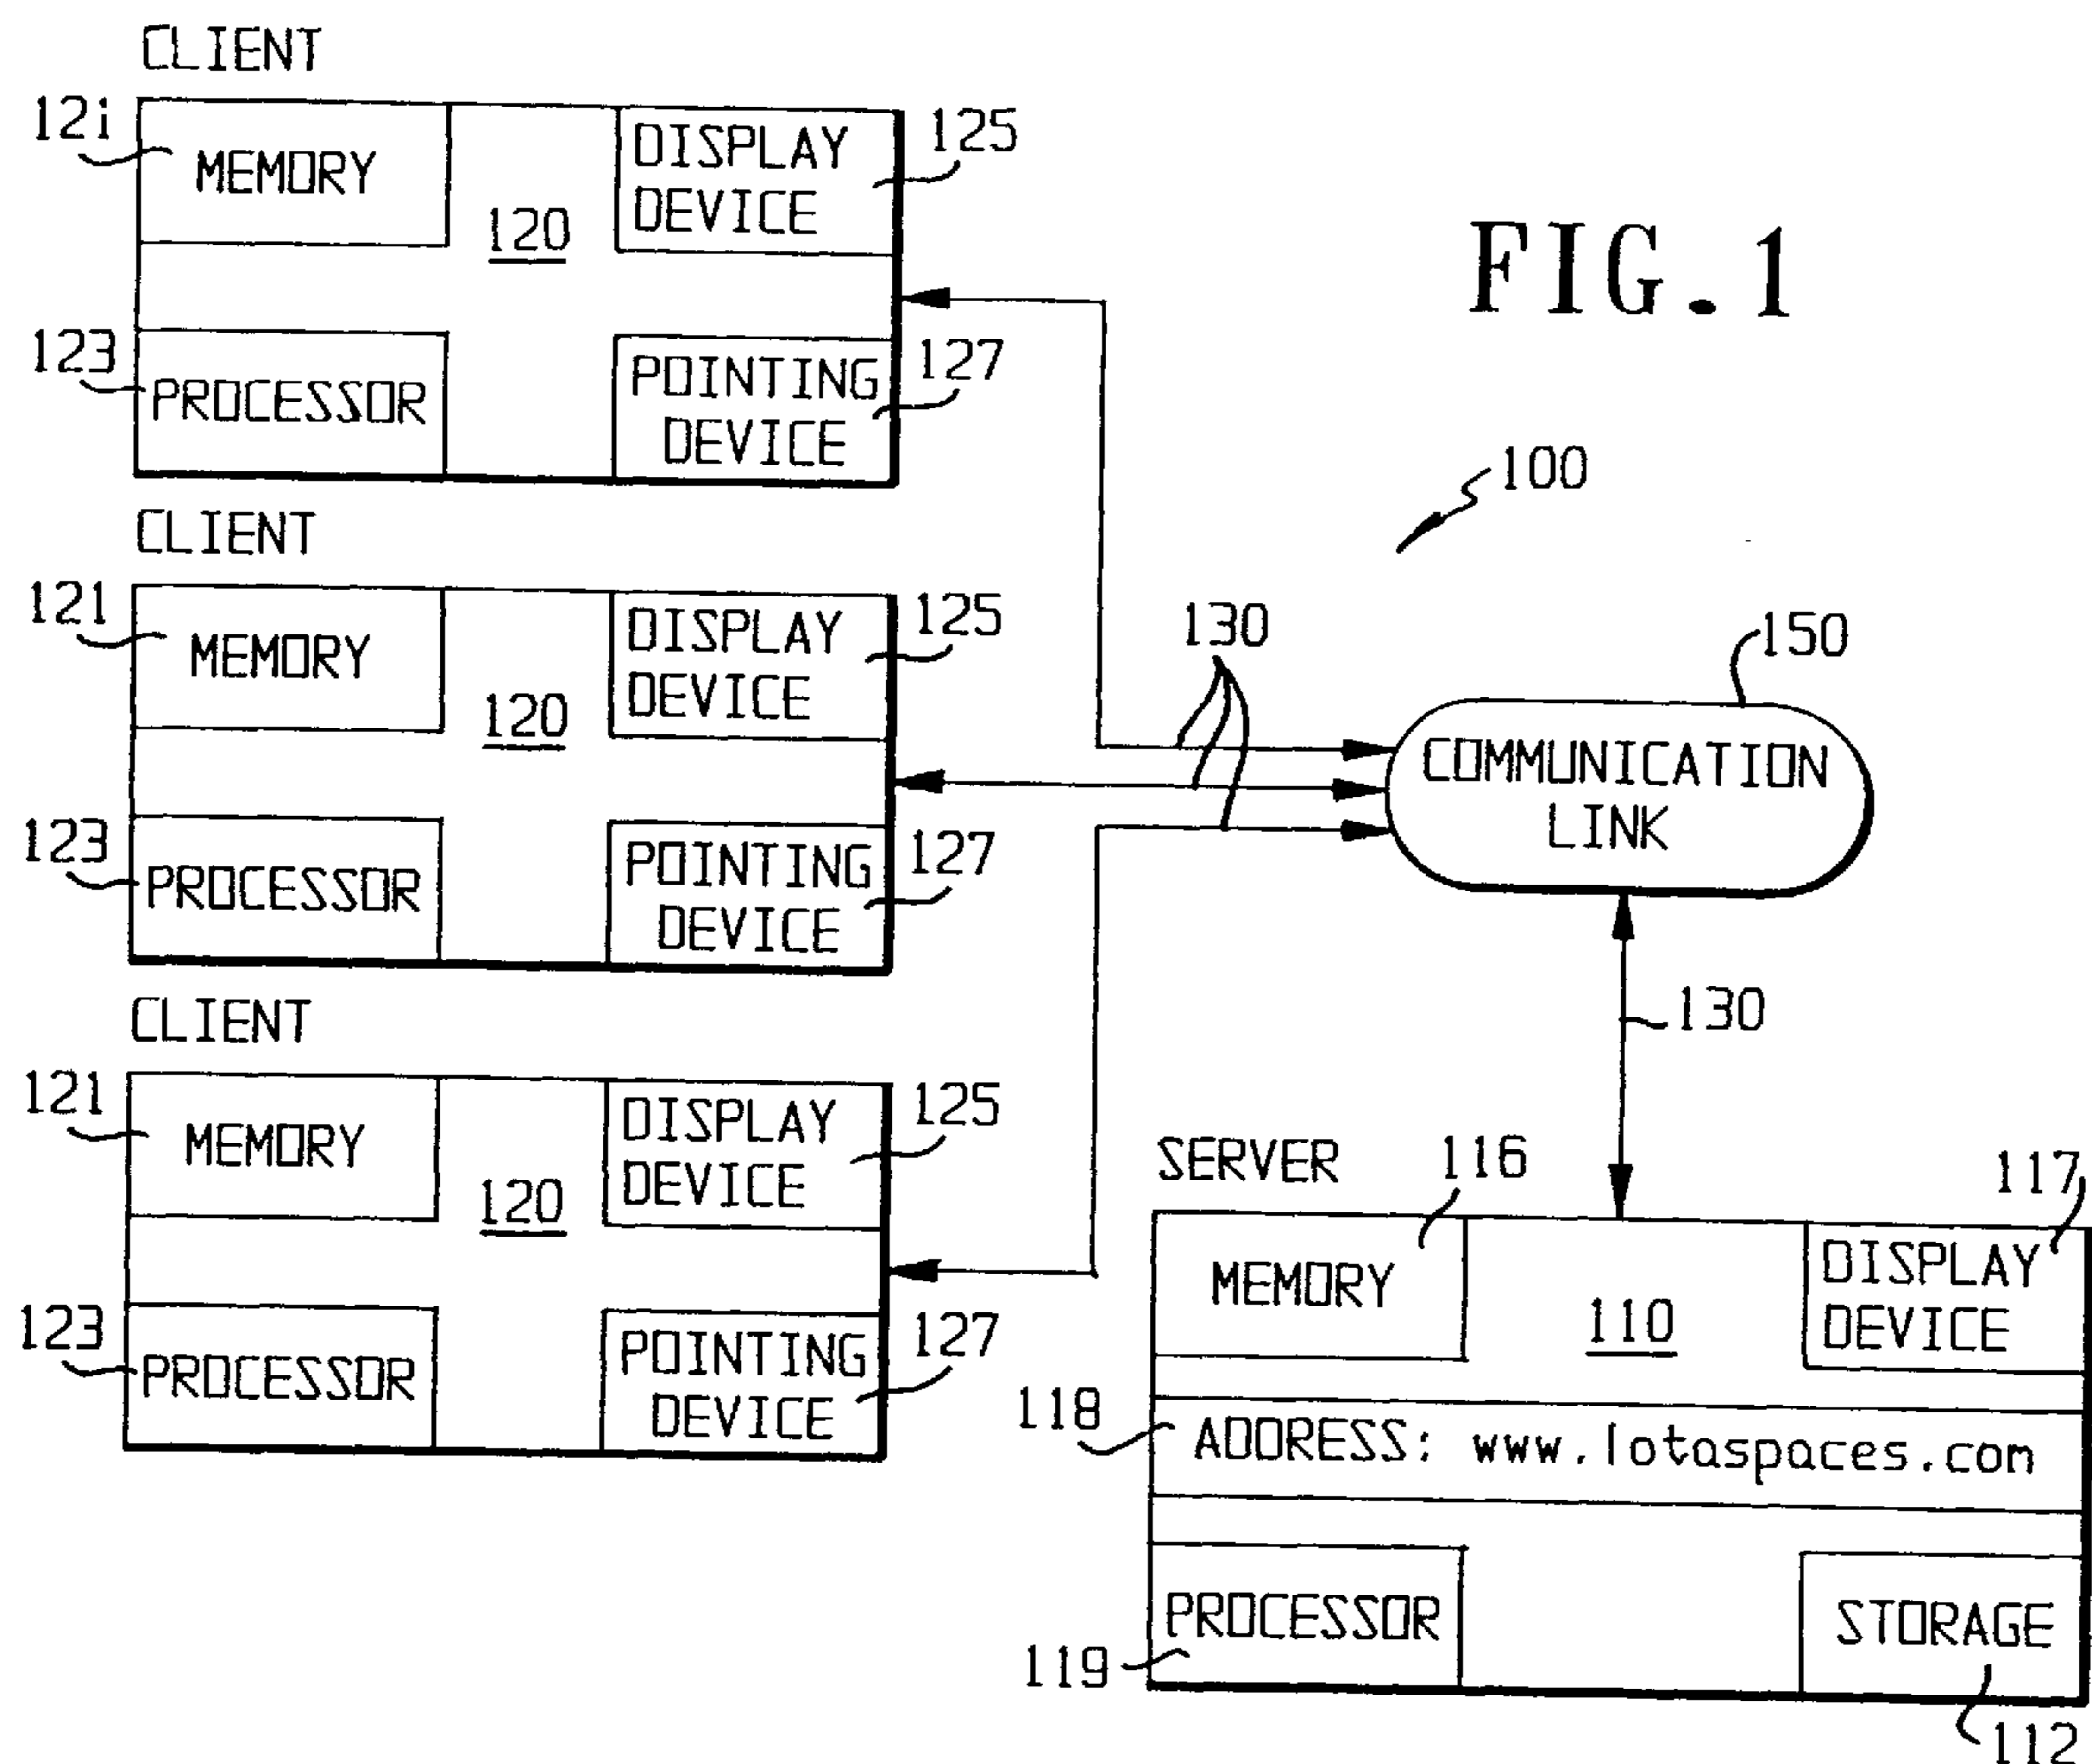 FIG.1
100
CLIENT
12i
MEMORY
120
DISPLAY
DEVICE
125
123
PROCESSOR
POINTING
DEVICE
127
CLIENT
121
MEMORY
120
DISPLAY
DEVICE
125
123
PROCESSOR
POINTING
DEVICE
127
CLIENT
121
MEMORY
120
DISPLAY
DEVICE
125
123
PROCESSOR
POINTING
DEVICE
127
130
150
COMMUNICATION
LINK
130
SERVER
116
MEMORY
110
117
DISPLAY
DEVICE
118
ADDRESS: www.lotaspaces.com
PROCESSOR
119
STORAGE
112